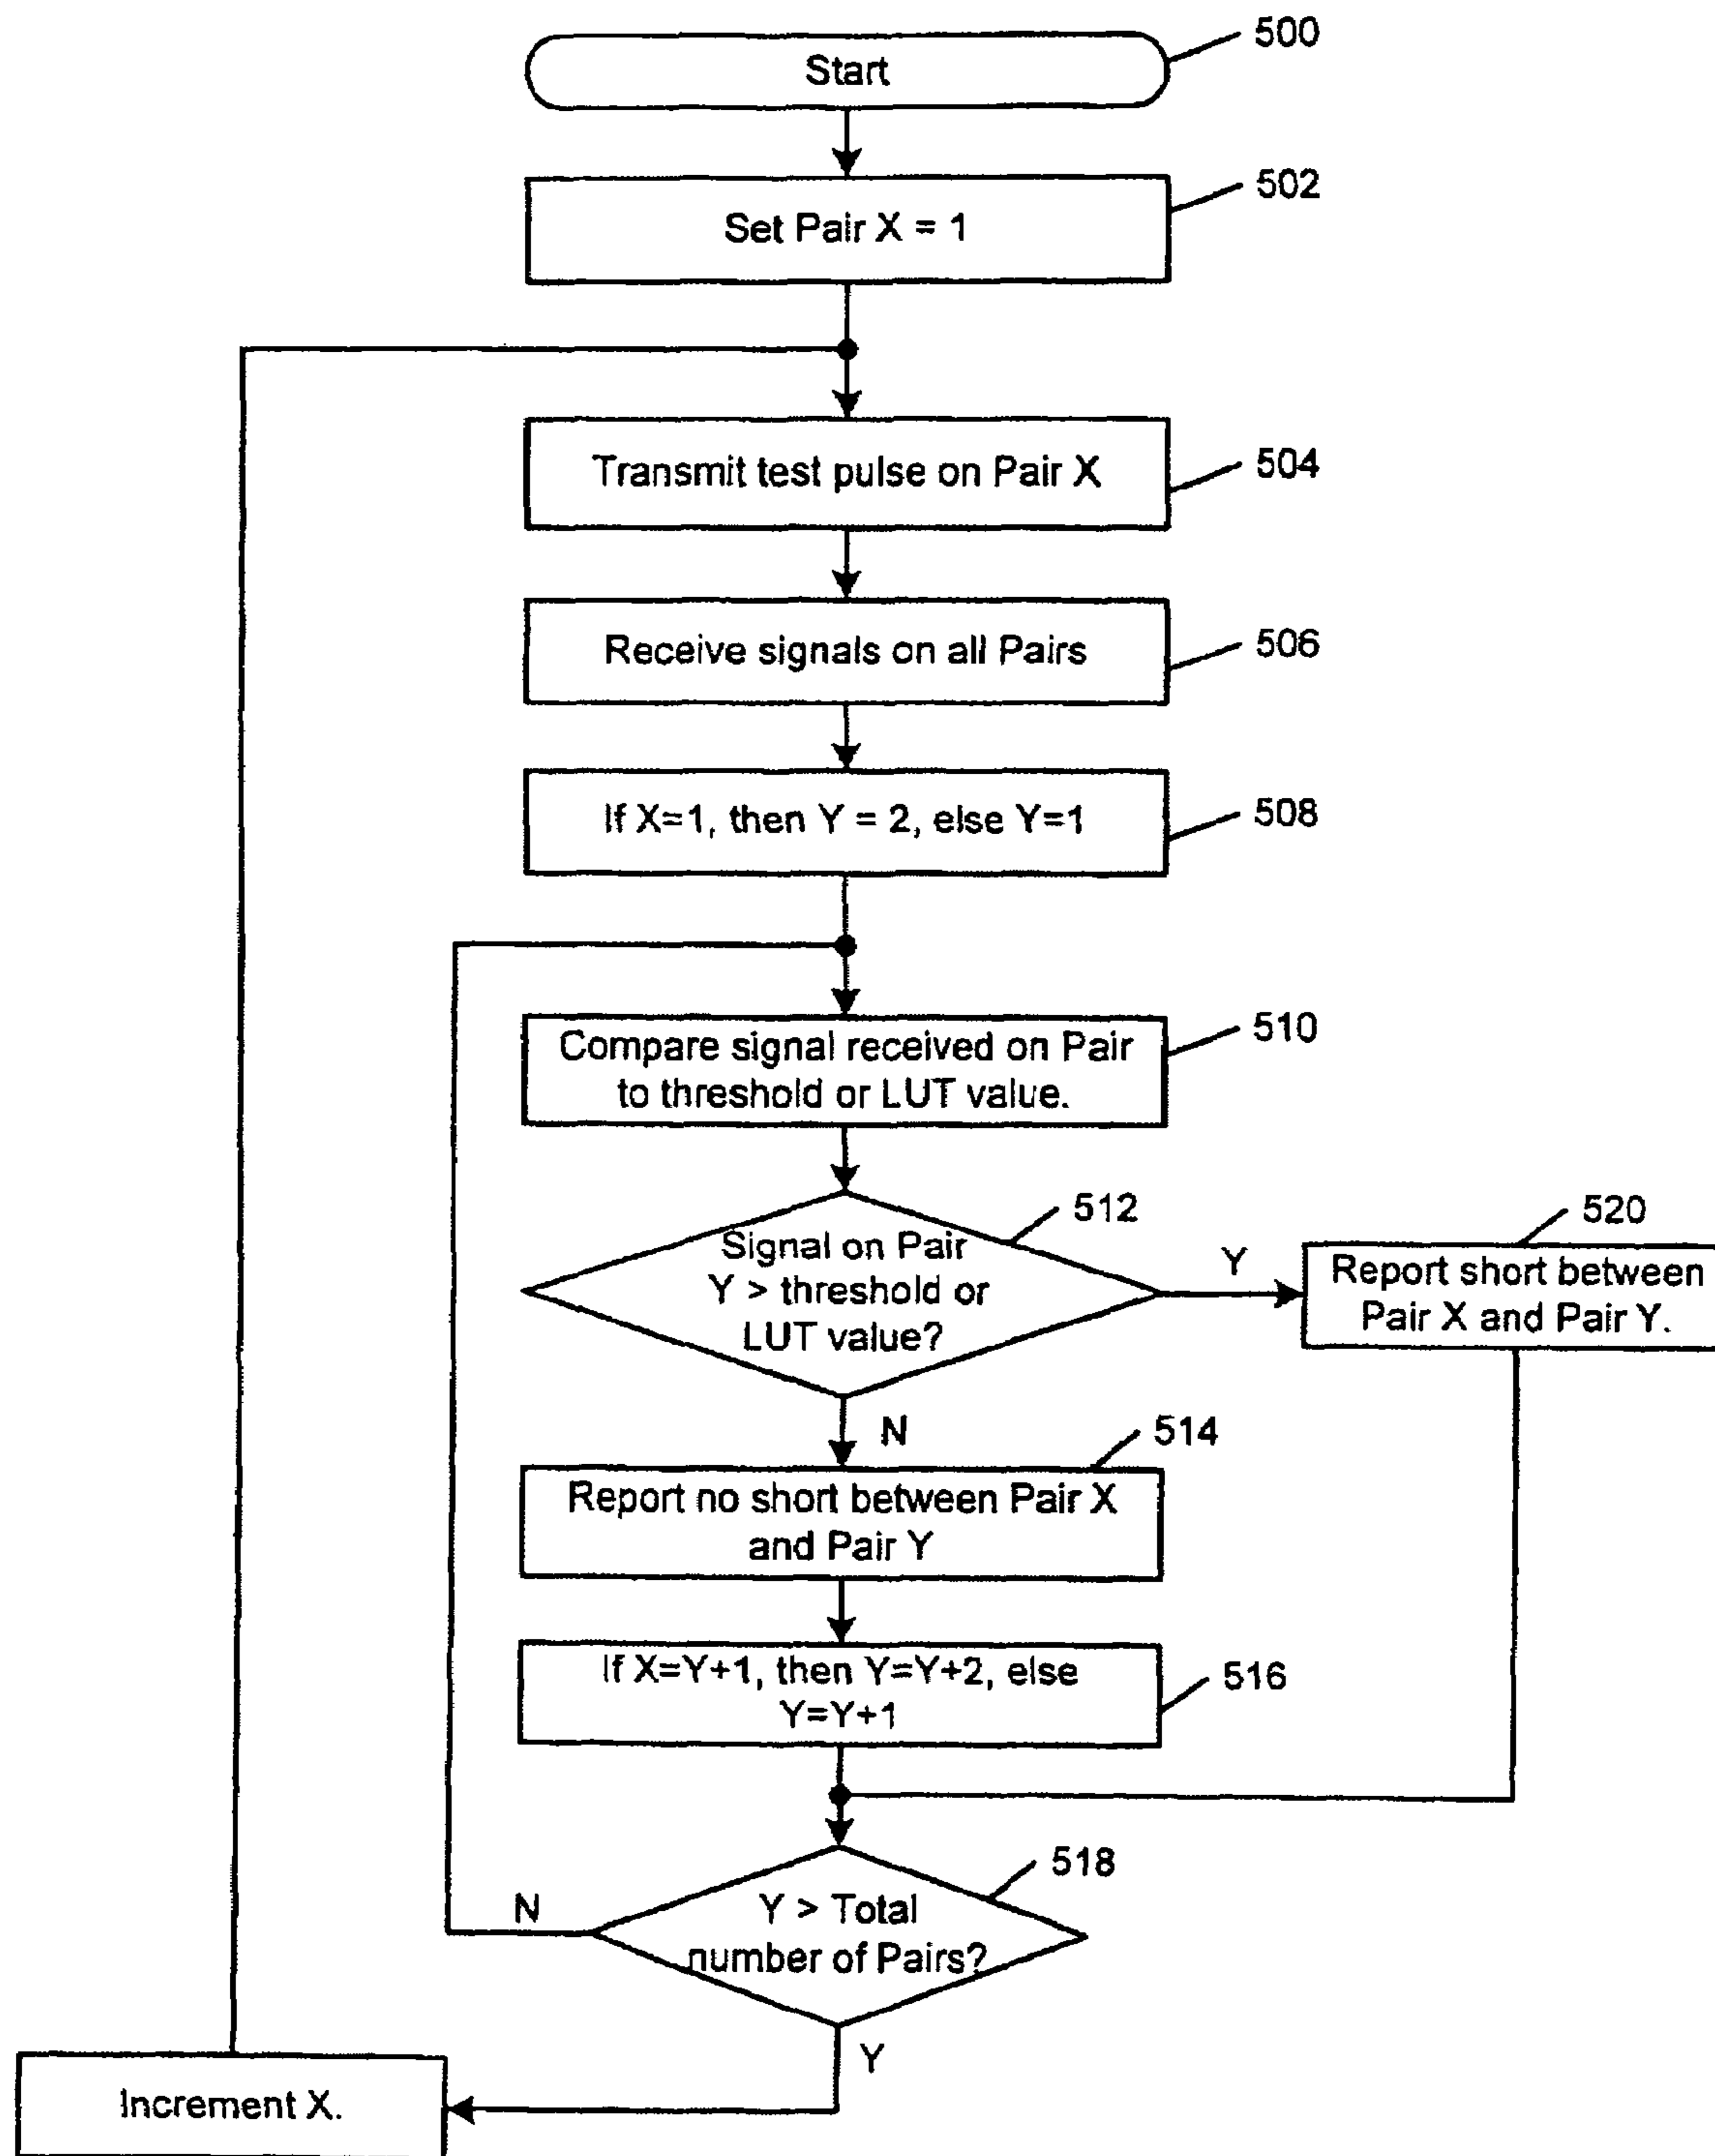 500
Start
502
Set Pair X = 1
Transmit test pulse on Pair X
504
Receive signals on all Pairs
506
If X=1, then Y = 2, else Y=1
508
510
Compare signal received on Pair
to threshold or LUT value.
512
Signal on Pair
Y > threshold or
LUT value?
Y
520
Report short between
Pair X and Pair Y.
N
514
Report no short between Pair X
and Pair Y
If X=Y+1, then Y=Y+2, else
Y=Y+1
516
518
Y > Total
number of Pairs?
N
Y
Increment X.